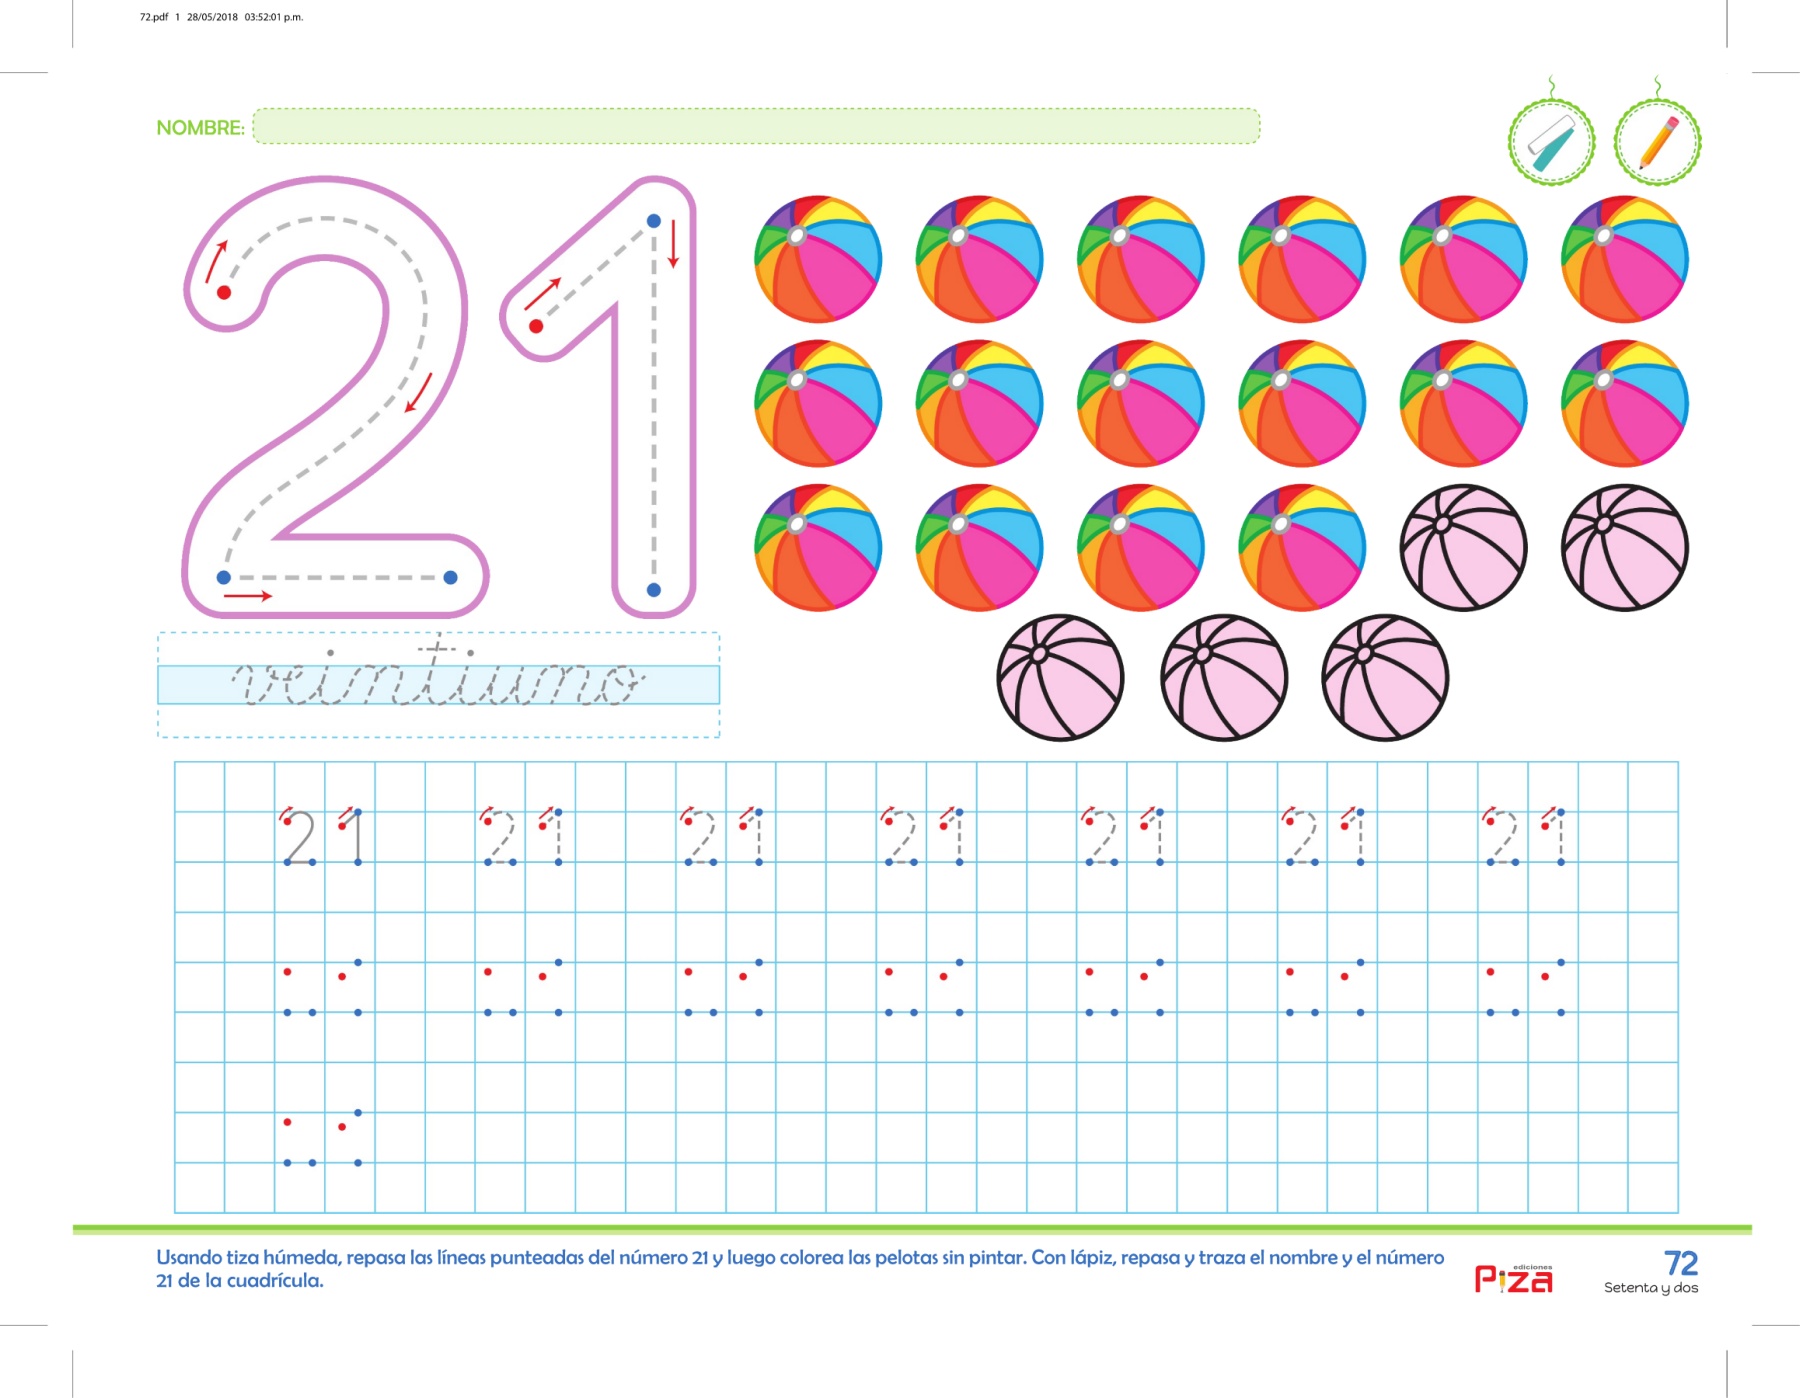 72.pdf 1 28/05/2018 03:52:01 p.m.
NOMBRE:
21
veintiuno
21 21 21 21 21 21 21
Usando tiza húmeda, repasa las líneas punteadas del número 21 y luego colorea las pelotas sin pintar. Con lápiz, repasa y traza el nombre y el número
21 de la cuadrícula.
ediciones
Piza
72
Setenta y dos